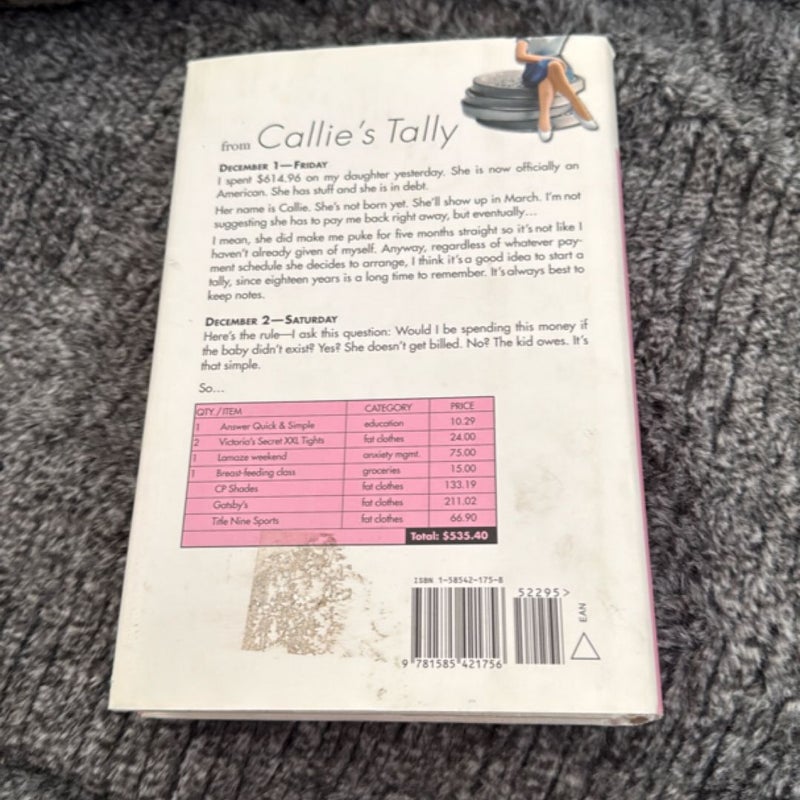 from Callie's Tally
DECEMBER 1—FRIDAY
I spent $614.96 on my daughter yesterday. She is now officially an
American. She has stuff and she is in debt.
Her name is Callie. She's not born yet. She'll show up in March. I'm not
suggesting she has to pay me back right away, but eventually...
I mean, she did make me puke for five months straight so it's not like I
haven't already given of myself. Anyway, regardless of whatever pay-
ment schedule she decides to arrange, I think it's a good idea to start a
tally, since eighteen years is a long time to remember. It's always best to
keep notes.
DECEMBER 2—SATURDAY
Here's the rule—I ask this question: Would I be spending this money if
the baby didn't exist? Yes? She doesn't get billed. No? The kid owes. It's
that simple.
So...
QTY./ITEM CATEGORY PRICE
1 Answer Quick & Simple education 10.29
2 Victoria's Secret XXL Tights fat clothes 24.00
1 Lamaze weekend anxiety mgmt. 75.00
1 Breast-feeding class groceries 15.00
CP Shades fat clothes 133.19
Gatsby's fat clothes 211.02
Title Nine Sports fat clothes 66.90
Total: $535.40
ISBN 1-58542-175-8
52295>
EAN
9 781585 421756